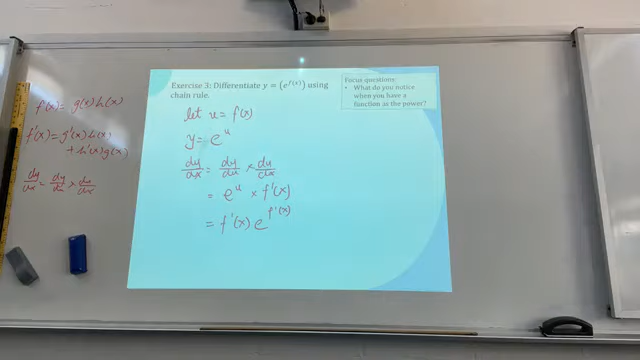 Exercise 3: Differentiate y = (e^{f(x)}) using
chain rule.
Focus questions:
• What do you notice
when you have a
function as the power?
f(x) = g(x) h(x)
f'(x) = g'(x) h(x)
+ h'(x) g(x)
dy/dx = dy/du × du/dx
let u = f(x)
y = e^u
dy/dx = dy/du × du/dx
= e^u × f'(x)
= f'(x) e^{f'(x)}